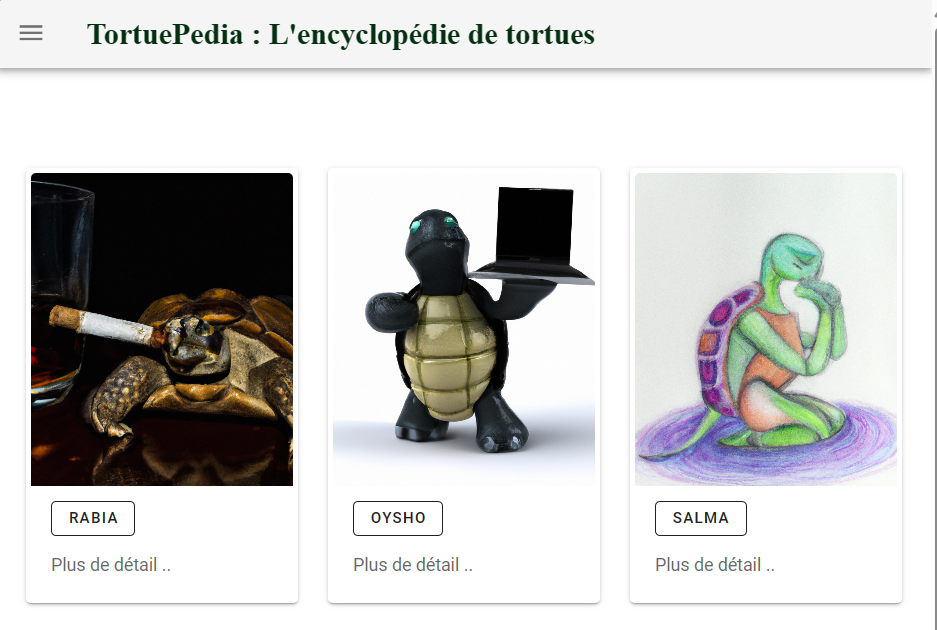 TortuePedia : L'encyclopédie de tortues
RABIA
Plus de détail ..
OYSHO
Plus de détail ..
SALMA
Plus de détail ..